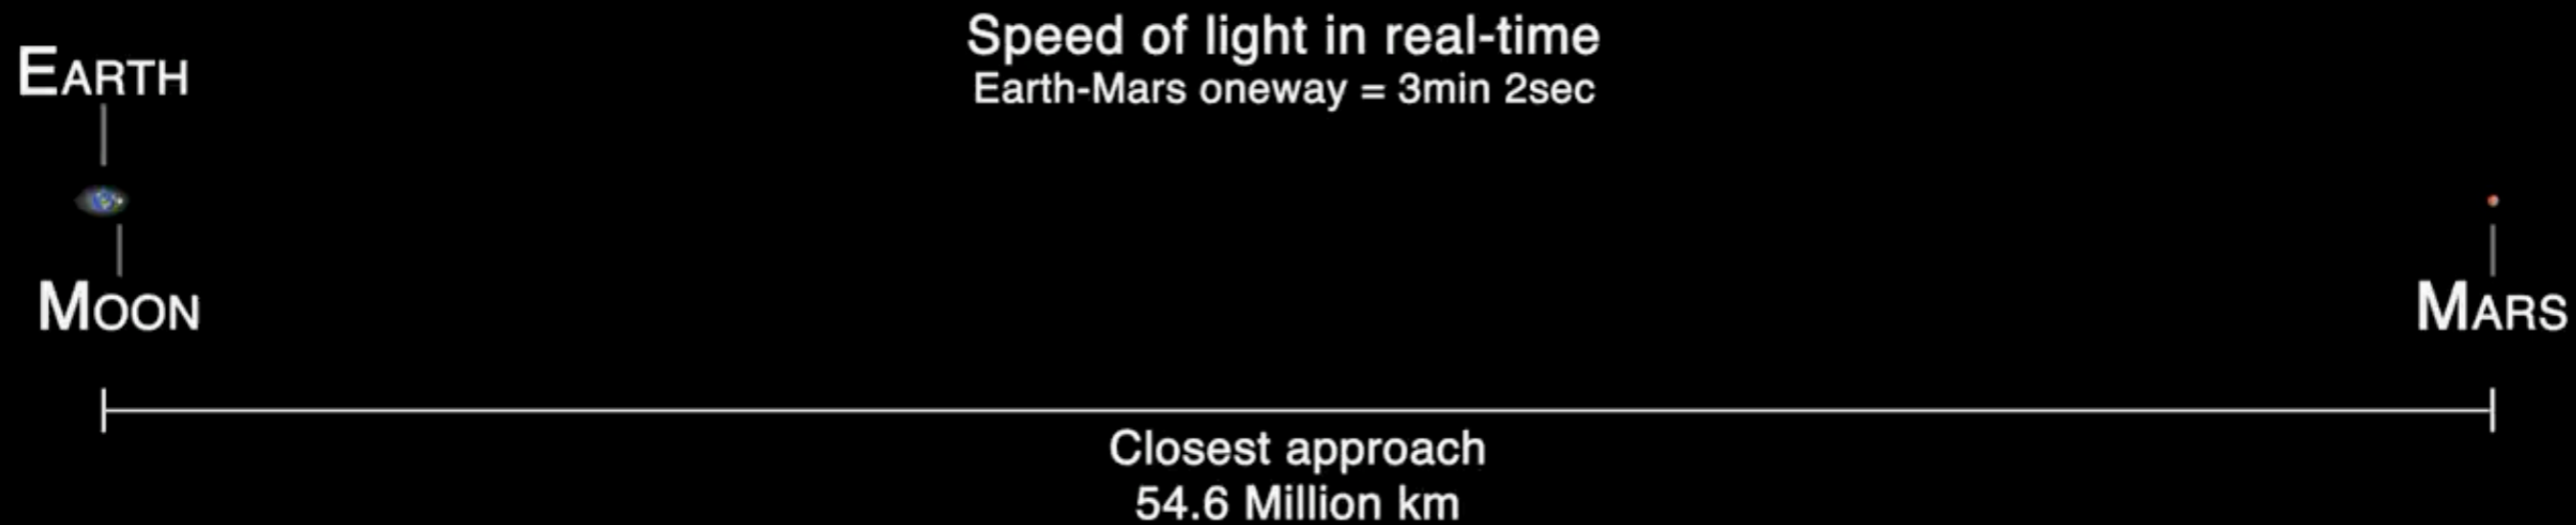 Speed of light in real-time
Earth-Mars oneway = 3min 2sec
EARTH
MOON
MARS
Closest approach
54.6 Million km